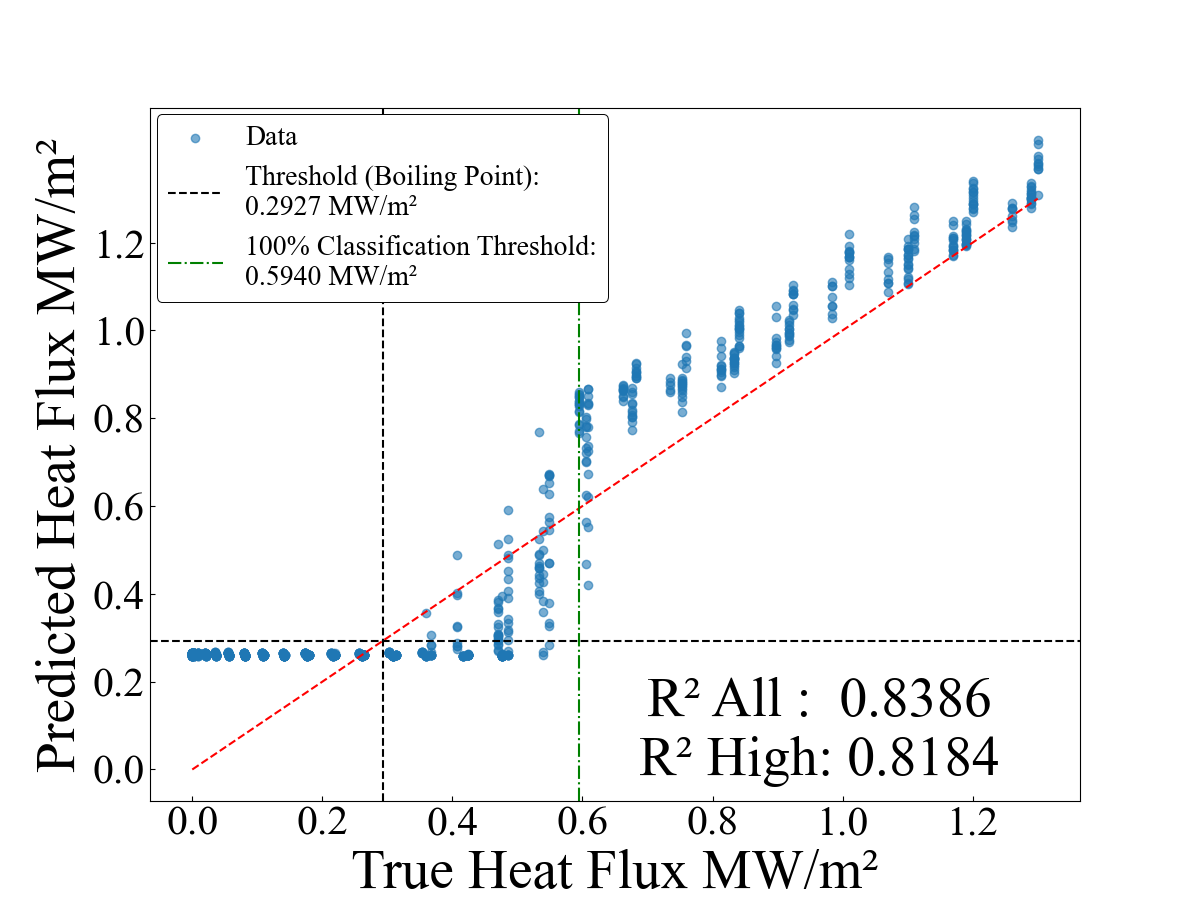 Data
Threshold (Boiling Point):
0.2927 MW/m²
100% Classification Threshold:
0.5940 MW/m²
Predicted Heat Flux MW/m²
1.2
1.0
0.8
0.6
0.4
0.2
0.0
R² All :  0.8386
R² High: 0.8184
0.0 0.2 0.4 0.6 0.8 1.0 1.2
True Heat Flux MW/m²